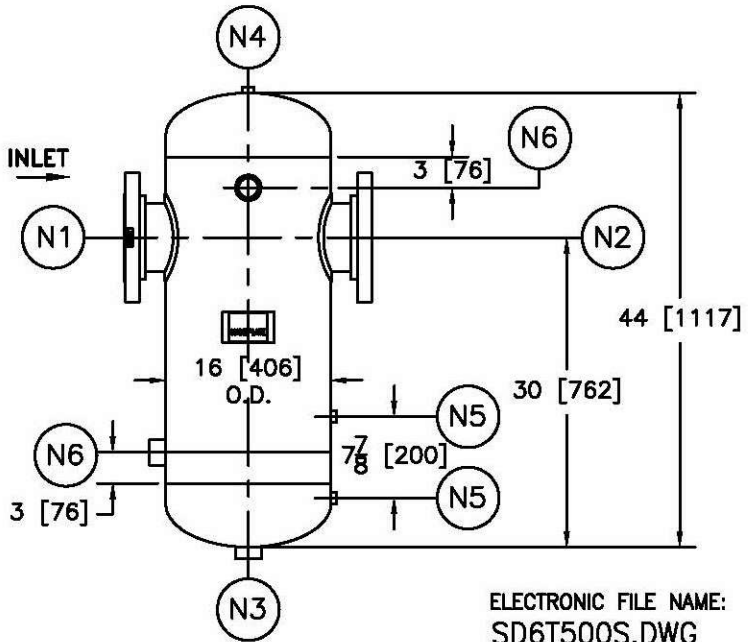 N4
INLET
N6
3 [76]
N1
N2
44 [1117]
16 [406]
O.D.
30 [762]
N5
N6
7 7/8 [200]
3 [76]
N5
N3
ELECTRONIC FILE NAME:
SD6T500S.DWG